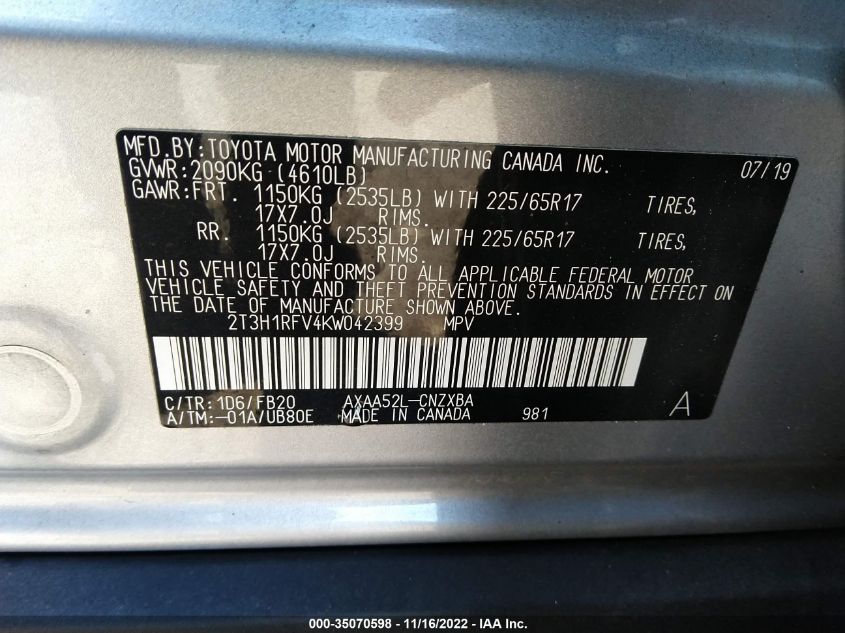 MFD.BY:TOYOTA MOTOR MANUFACTURING CANADA INC. 07/19
GVWR:2090KG (4610LB)
GAWR:FRT. 1150KG (2535LB) WITH 225/65R17 TIRES,
17X7.0J RIMS.
RR. 1150KG (2535LB) WITH 225/65R17 TIRES,
17X7.0J RIMS.
THIS VEHICLE CONFORMS TO ALL APPLICABLE FEDERAL MOTOR
VEHICLE SAFETY AND THEFT PREVENTION STANDARDS IN EFFECT ON
THE DATE OF MANUFACTURE SHOWN ABOVE.
2T3H1RFV4KW042399 MPV
C/TR:1D6/FB20 AXAA52L-CNZXBA
A/TM:-01A/UB80E MADE IN CANADA 981 A
000-35070598 - 11/16/2022 - IAA Inc.